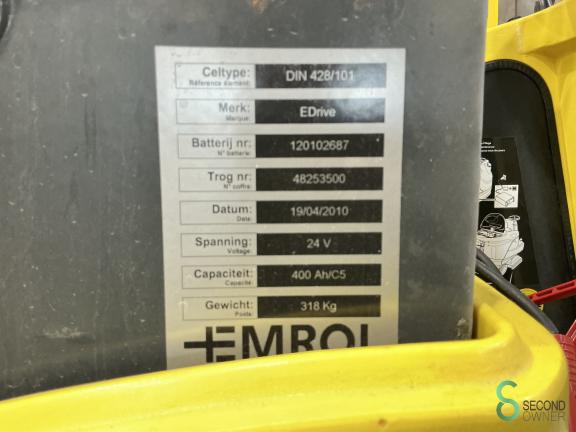 Celtype: DIN 428/101
Référence élément:
Merk: EDrive
Marque:
Batterij nr: 120102687
N° batterie:
Trog nr: 48253500
N° coffre:
Datum: 19/04/2010
Date:
Spanning: 24 V
Voltage:
Capaciteit: 400 Ah/C5
Capacité:
Gewicht: 318 Kg
Poids:
EMROL
SECOND
OWNER